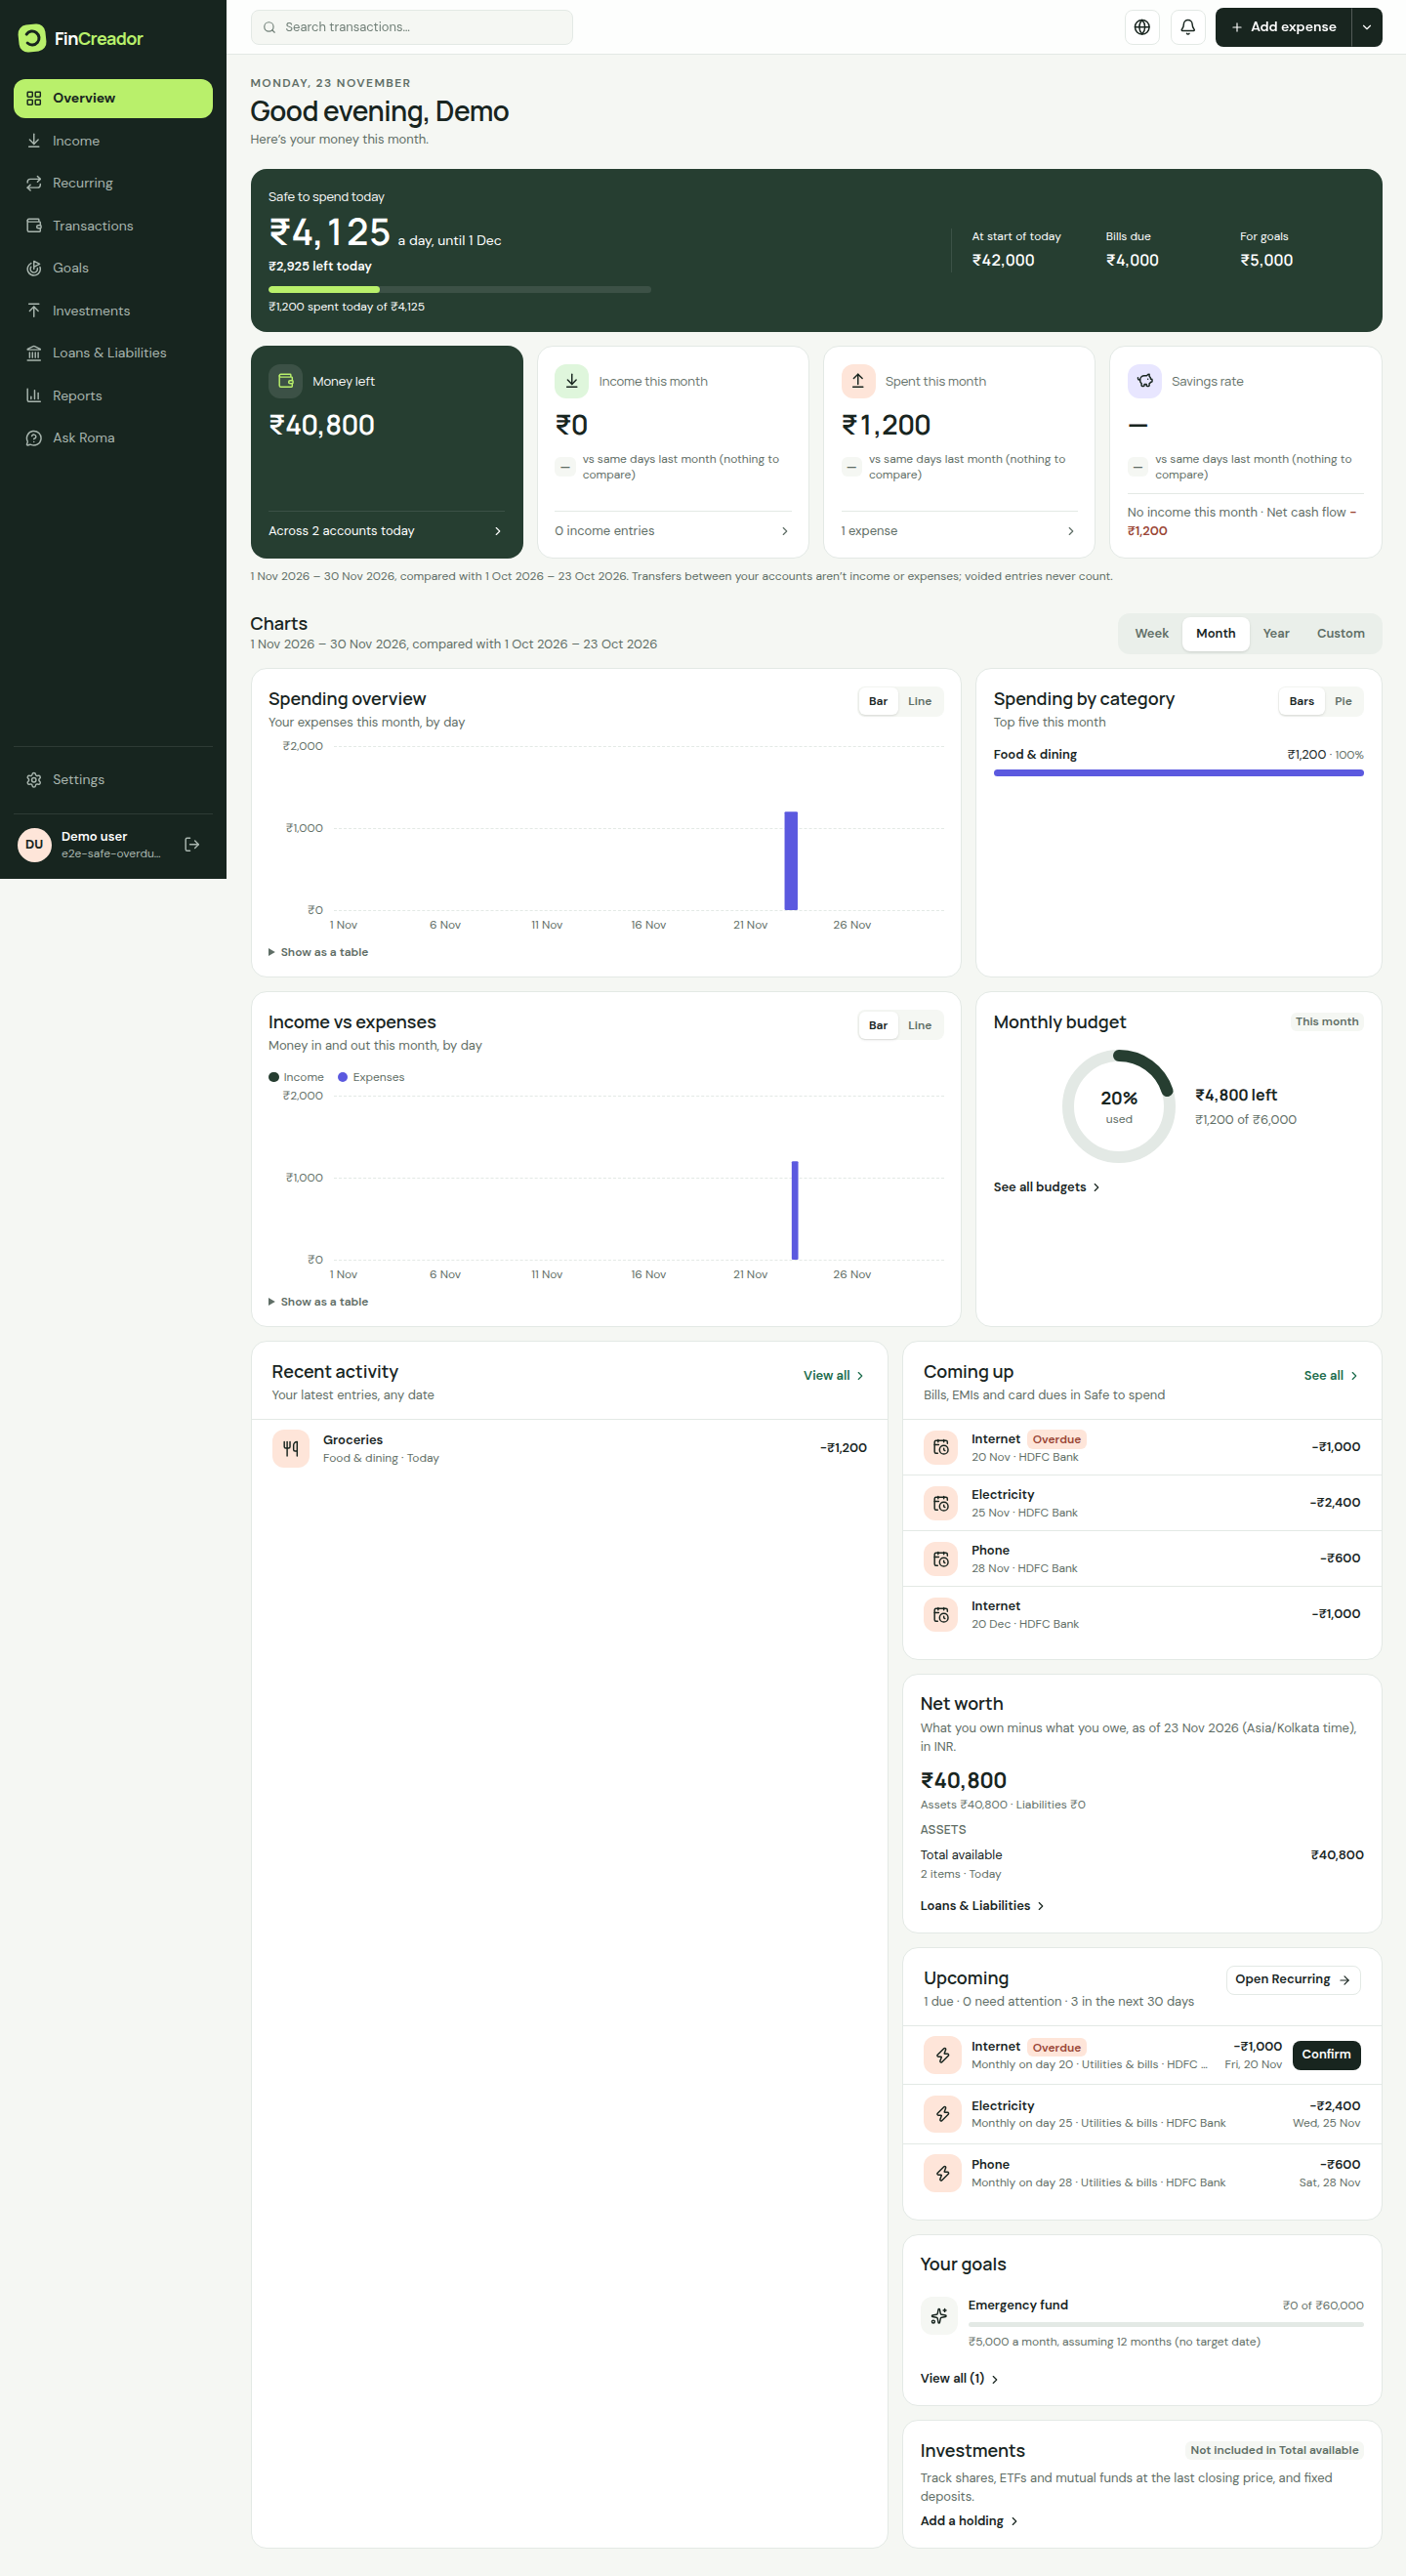 FinCreador
Overview
Income
Recurring
Transactions
Goals
Investments
Loans & Liabilities
Reports
Ask Roma
Settings
DU
Demo user
e2e-safe-overdu...
Search transactions...
Add expense
MONDAY, 23 NOVEMBER
Good evening, Demo
Here's your money this month.
Safe to spend today
₹4,125 a day, until 1 Dec
₹2,925 left today
₹1,200 spent today of ₹4,125
At start of today
₹42,000
Bills due
₹4,000
For goals
₹5,000
Money left
₹40,800
Across 2 accounts today
Income this month
₹0
— vs same days last month (nothing to
compare)
0 income entries
Spent this month
₹1,200
— vs same days last month (nothing to
compare)
1 expense
Savings rate
—
— vs same days last month (nothing to
compare)
No income this month · Net cash flow −
₹1,200
1 Nov 2026 – 30 Nov 2026, compared with 1 Oct 2026 – 23 Oct 2026. Transfers between your accounts aren't income or expenses; voided entries never count.
Charts
1 Nov 2026 – 30 Nov 2026, compared with 1 Oct 2026 – 23 Oct 2026
Week Month Year Custom
Spending overview
Your expenses this month, by day
Bar Line
₹2,000
₹1,000
₹0
1 Nov 6 Nov 11 Nov 16 Nov 21 Nov 26 Nov
Show as a table
Spending by category
Top five this month
Bars Pie
Food & dining ₹1,200 · 100%
Income vs expenses
Money in and out this month, by day
Bar Line
Income Expenses
₹2,000
₹1,000
₹0
1 Nov 6 Nov 11 Nov 16 Nov 21 Nov 26 Nov
Show as a table
Monthly budget
This month
20%
used
₹4,800 left
₹1,200 of ₹6,000
See all budgets
Recent activity
Your latest entries, any date
View all
Groceries
Food & dining · Today
−₹1,200
Coming up
Bills, EMIs and card dues in Safe to spend
See all
Internet Overdue
20 Nov · HDFC Bank
−₹1,000
Electricity
25 Nov · HDFC Bank
−₹2,400
Phone
28 Nov · HDFC Bank
−₹600
Internet
20 Dec · HDFC Bank
−₹1,000
Net worth
What you own minus what you owe, as of 23 Nov 2026 (Asia/Kolkata time),
in INR.
₹40,800
Assets ₹40,800 · Liabilities ₹0
ASSETS
Total available ₹40,800
2 items · Today
Loans & Liabilities
Upcoming
1 due · 0 need attention · 3 in the next 30 days
Open Recurring
Internet Overdue
Monthly on day 20 · Utilities & bills · HDFC ...
−₹1,000
Fri, 20 Nov
Confirm
Electricity
Monthly on day 25 · Utilities & bills · HDFC Bank
−₹2,400
Wed, 25 Nov
Phone
Monthly on day 28 · Utilities & bills · HDFC Bank
−₹600
Sat, 28 Nov
Your goals
Emergency fund ₹0 of ₹60,000
₹5,000 a month, assuming 12 months (no target date)
View all (1)
Investments
Not included in Total available
Track shares, ETFs and mutual funds at the last closing price, and fixed
deposits.
Add a holding